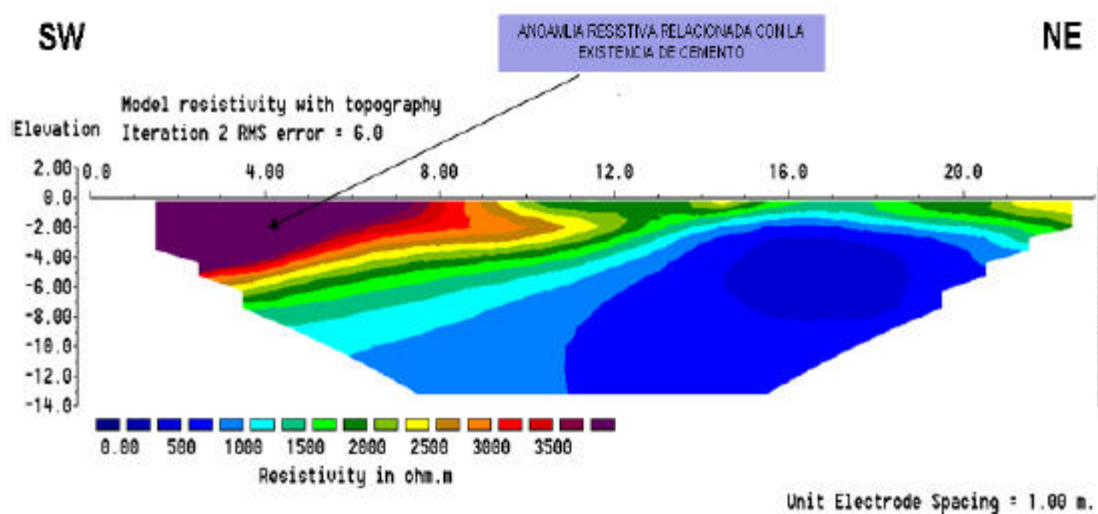 SW
ANOAMLIA RESISTIVA RELACIONADA CON LA
EXISTENCIA DE CEMENTO
NE
Model resistivity with topography
Iteration 2 RMS error = 6.0
Elevation
0.0 4.00 8.00 12.0 16.0 20.0
2.00
0.0
-2.00
-4.00
-6.00
-8.00
-10.0
-12.0
-14.0
0.00 500 1000 1500 2000 2500 3000 3500
Resistivity in ohm.m
Unit Electrode Spacing = 1.00 m.